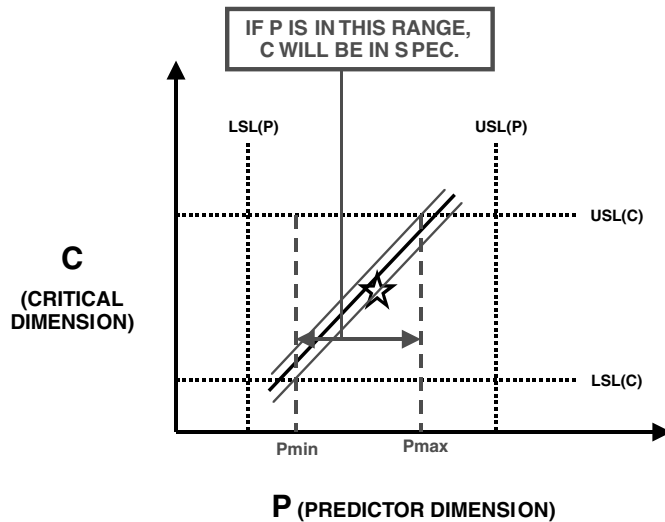 IF P IS IN THIS RANGE,
C WILL BE IN SPEC.
LSL(P)
USL(P)
USL(C)
C
(CRITICAL
DIMENSION)
LSL(C)
Pmin
Pmax
P (PREDICTOR DIMENSION)